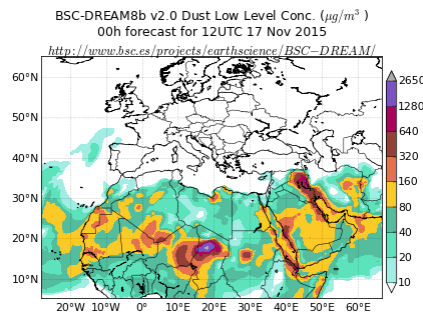 BSC-DREAM8b v2.0 Dust Low Level Conc. (μg/m³ )
00h forecast for 12UTC 17 Nov 2015
http://www.bsc.es/projects/earthscience/BSC−DREAM/
60°N
50°N
40°N
30°N
20°N
10°N
20°W 10°W 0° 10°E 20°E 30°E 40°E 50°E 60°E
2650
1280
640
320
160
80
40
20
10